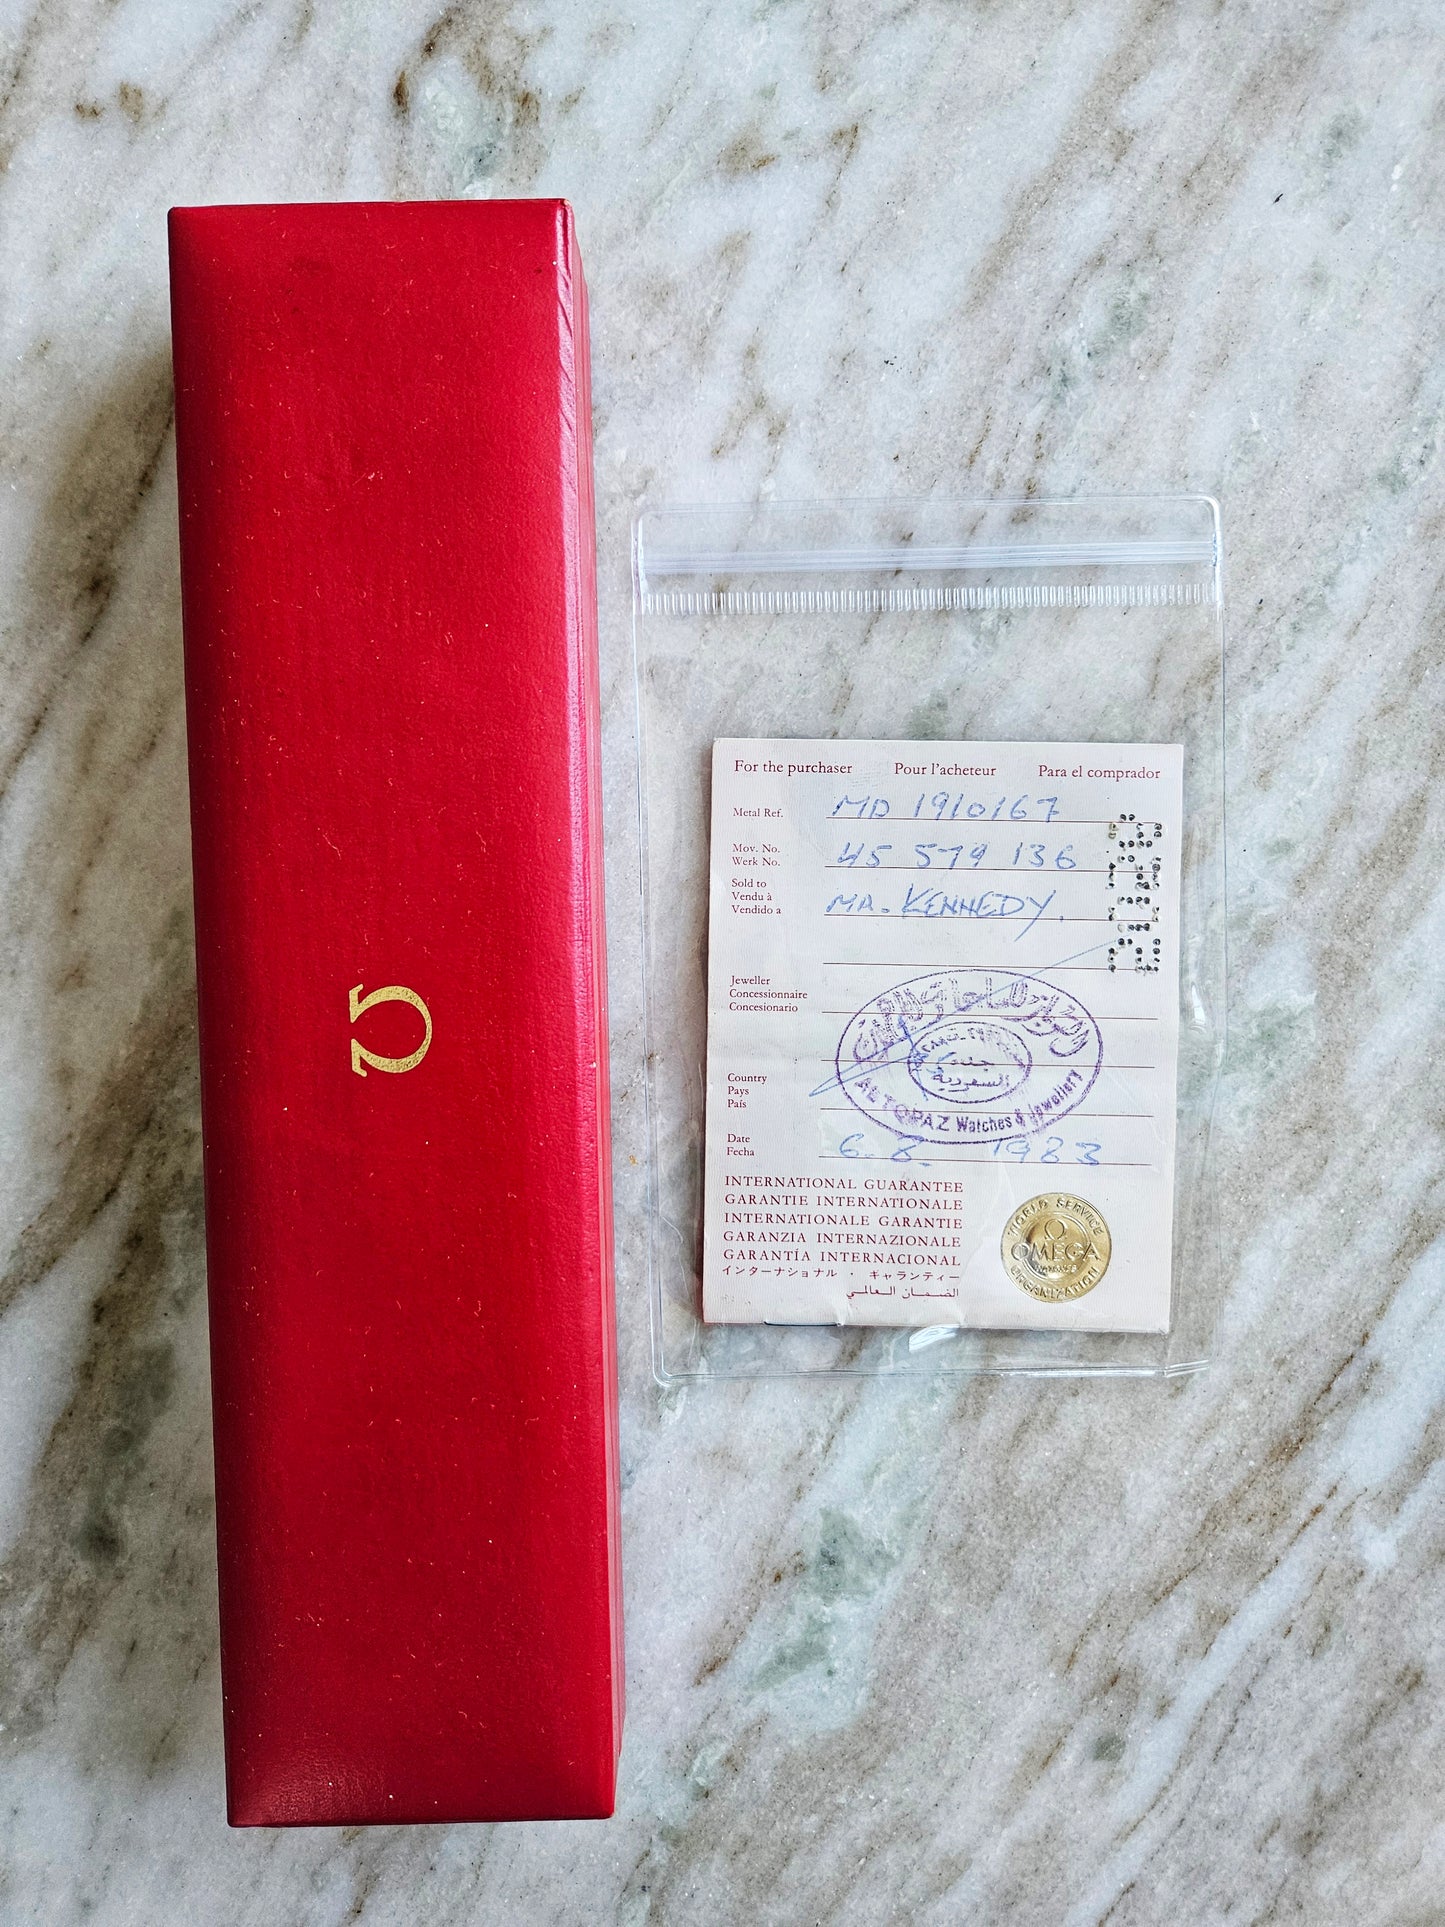 Ω
For the purchaser Pour l'acheteur Para el comprador
Metal Ref. MD 1910167
Mov. No.
Werk No. 45 579 136
Sold to
Vendu à
Vendido a MR. KENNEDY.
Jeweller
Concessionnaire
Concesionario
جدة
السعودية
AL TOPAZ Watches & Jewellery
Country
Pays
País
Date
Fecha 6. 8. 1983
INTERNATIONAL GUARANTEE
GARANTIE INTERNATIONALE
INTERNATIONALE GARANTIE
GARANZIA INTERNAZIONALE
GARANTÍA INTERNACIONAL
インターナショナル・ギャランティー
الضمان العالمي
WORLD SERVICE
Ω
OMEGA
ORGANIZATION